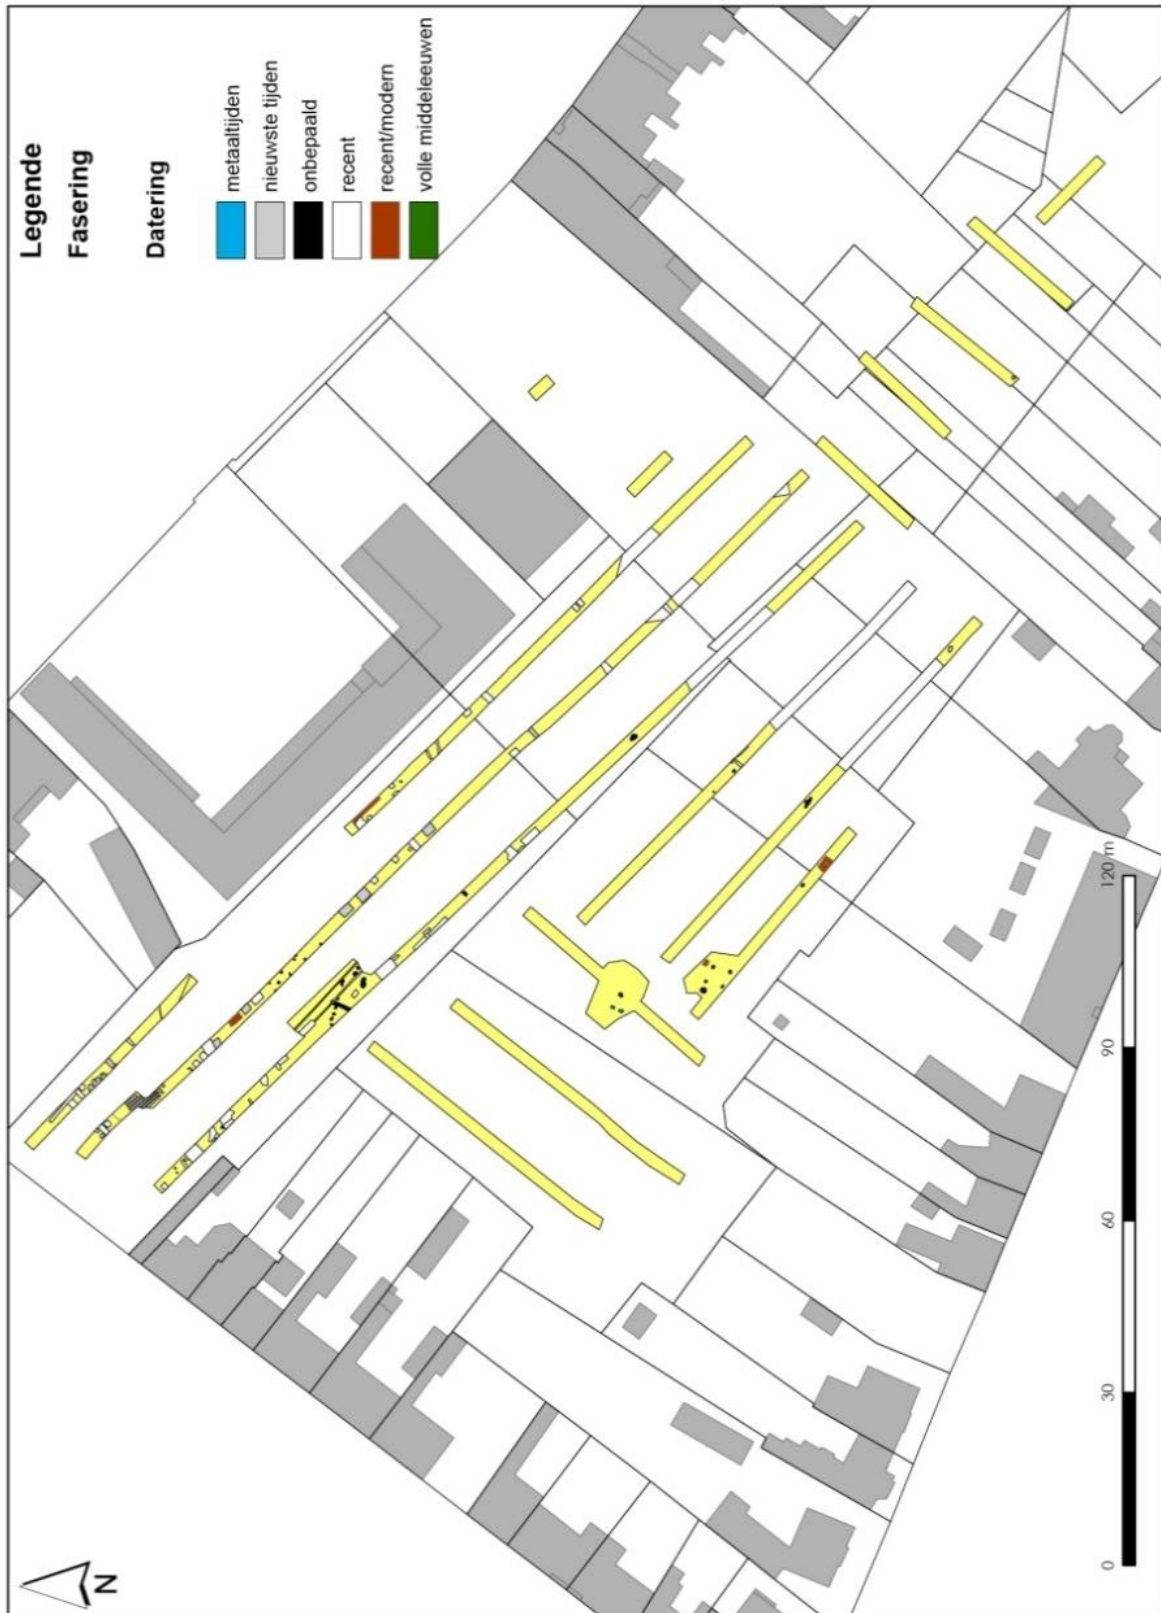 Legende
Fasering
Datering
metaaltijden
nieuwste tijden
onbepaald
recent
recent/modern
volle middeleeuwen
N
0 30 60 90 120 m